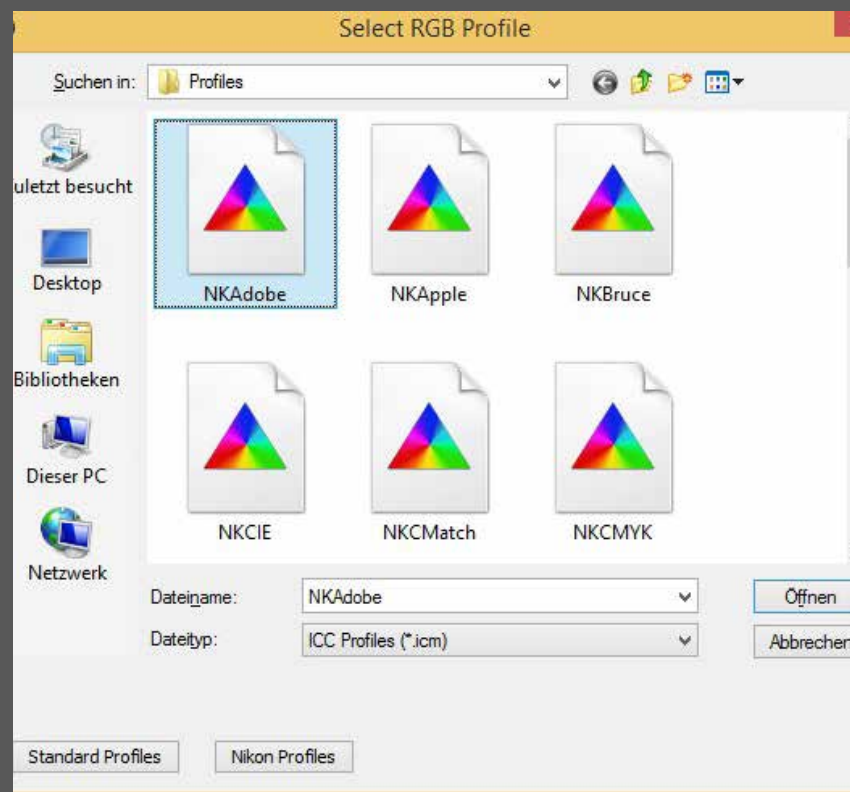 Select RGB Profile
Suchen in: Profiles
uletzt besucht
Desktop
Bibliotheken
Dieser PC
Netzwerk
NKAdobe NKApple NKBruce
NKCIE NKCMatch NKCMYK
Dateiname: NKAdobe Öffnen
Dateityp: ICC Profiles (*.icm) Abbrechen
Standard Profiles Nikon Profiles